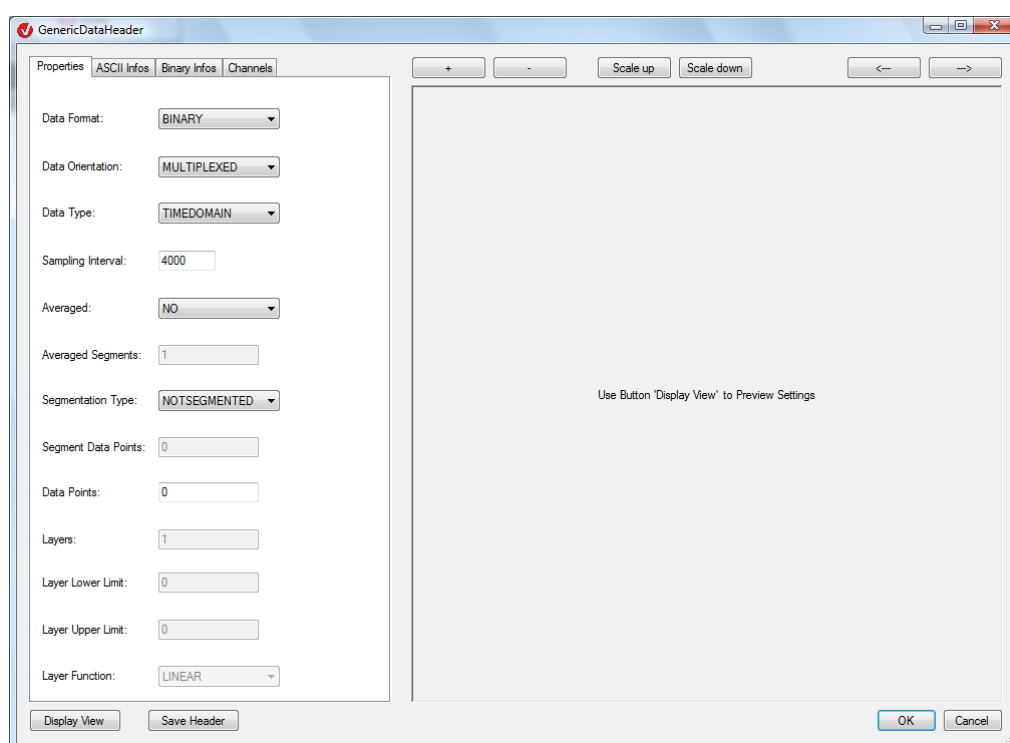 GenericDataHeader
Properties ASCII Infos Binary Infos Channels
+ - Scale up Scale down <--- --->
Data Format: BINARY
Data Orientation: MULTIPLEXED
Data Type: TIMEDOMAIN
Sampling Interval: 4000
Averaged: NO
Averaged Segments: 1
Use Button 'Display View' to Preview Settings
Segmentation Type: NOTSEGMENTED
Segment Data Points: 0
Data Points: 0
Layers: 1
Layer Lower Limit: 0
Layer Upper Limit: 0
Layer Function: LINEAR
Display View Save Header OK Cancel